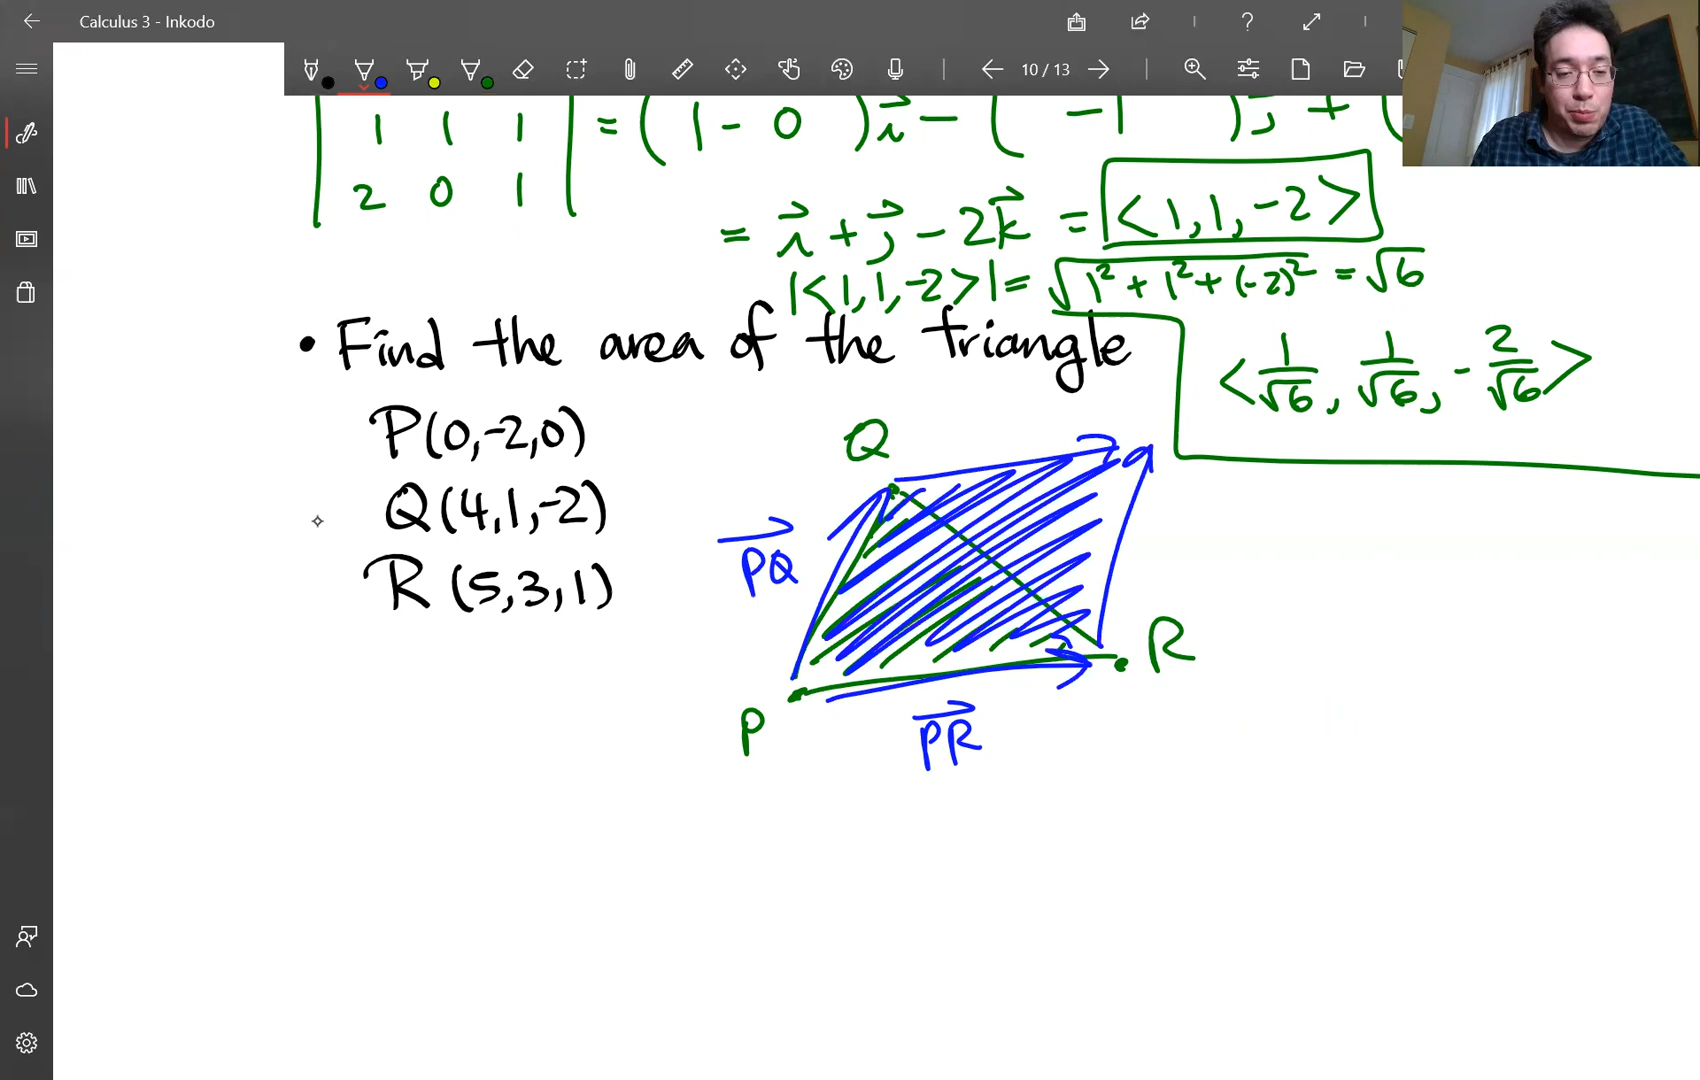 Calculus 3 - Inkodo
?
10 / 13
| 1 1 1 | = ( 1 - 0 ) i⃗ - ( -1 ) j⃗ + (
| 2 0 1 |
= i⃗ + j⃗ - 2k⃗ = <1, 1, -2>
|<1, 1, -2>| = √(1² + 1² + (-2)²) = √6
<1/√6, 1/√6, -2/√6>
• Find the area of the triangle
P(0, -2, 0)
Q(4, 1, -2)
R(5, 3, 1)
Q
PQ⃗
R
P
PR⃗